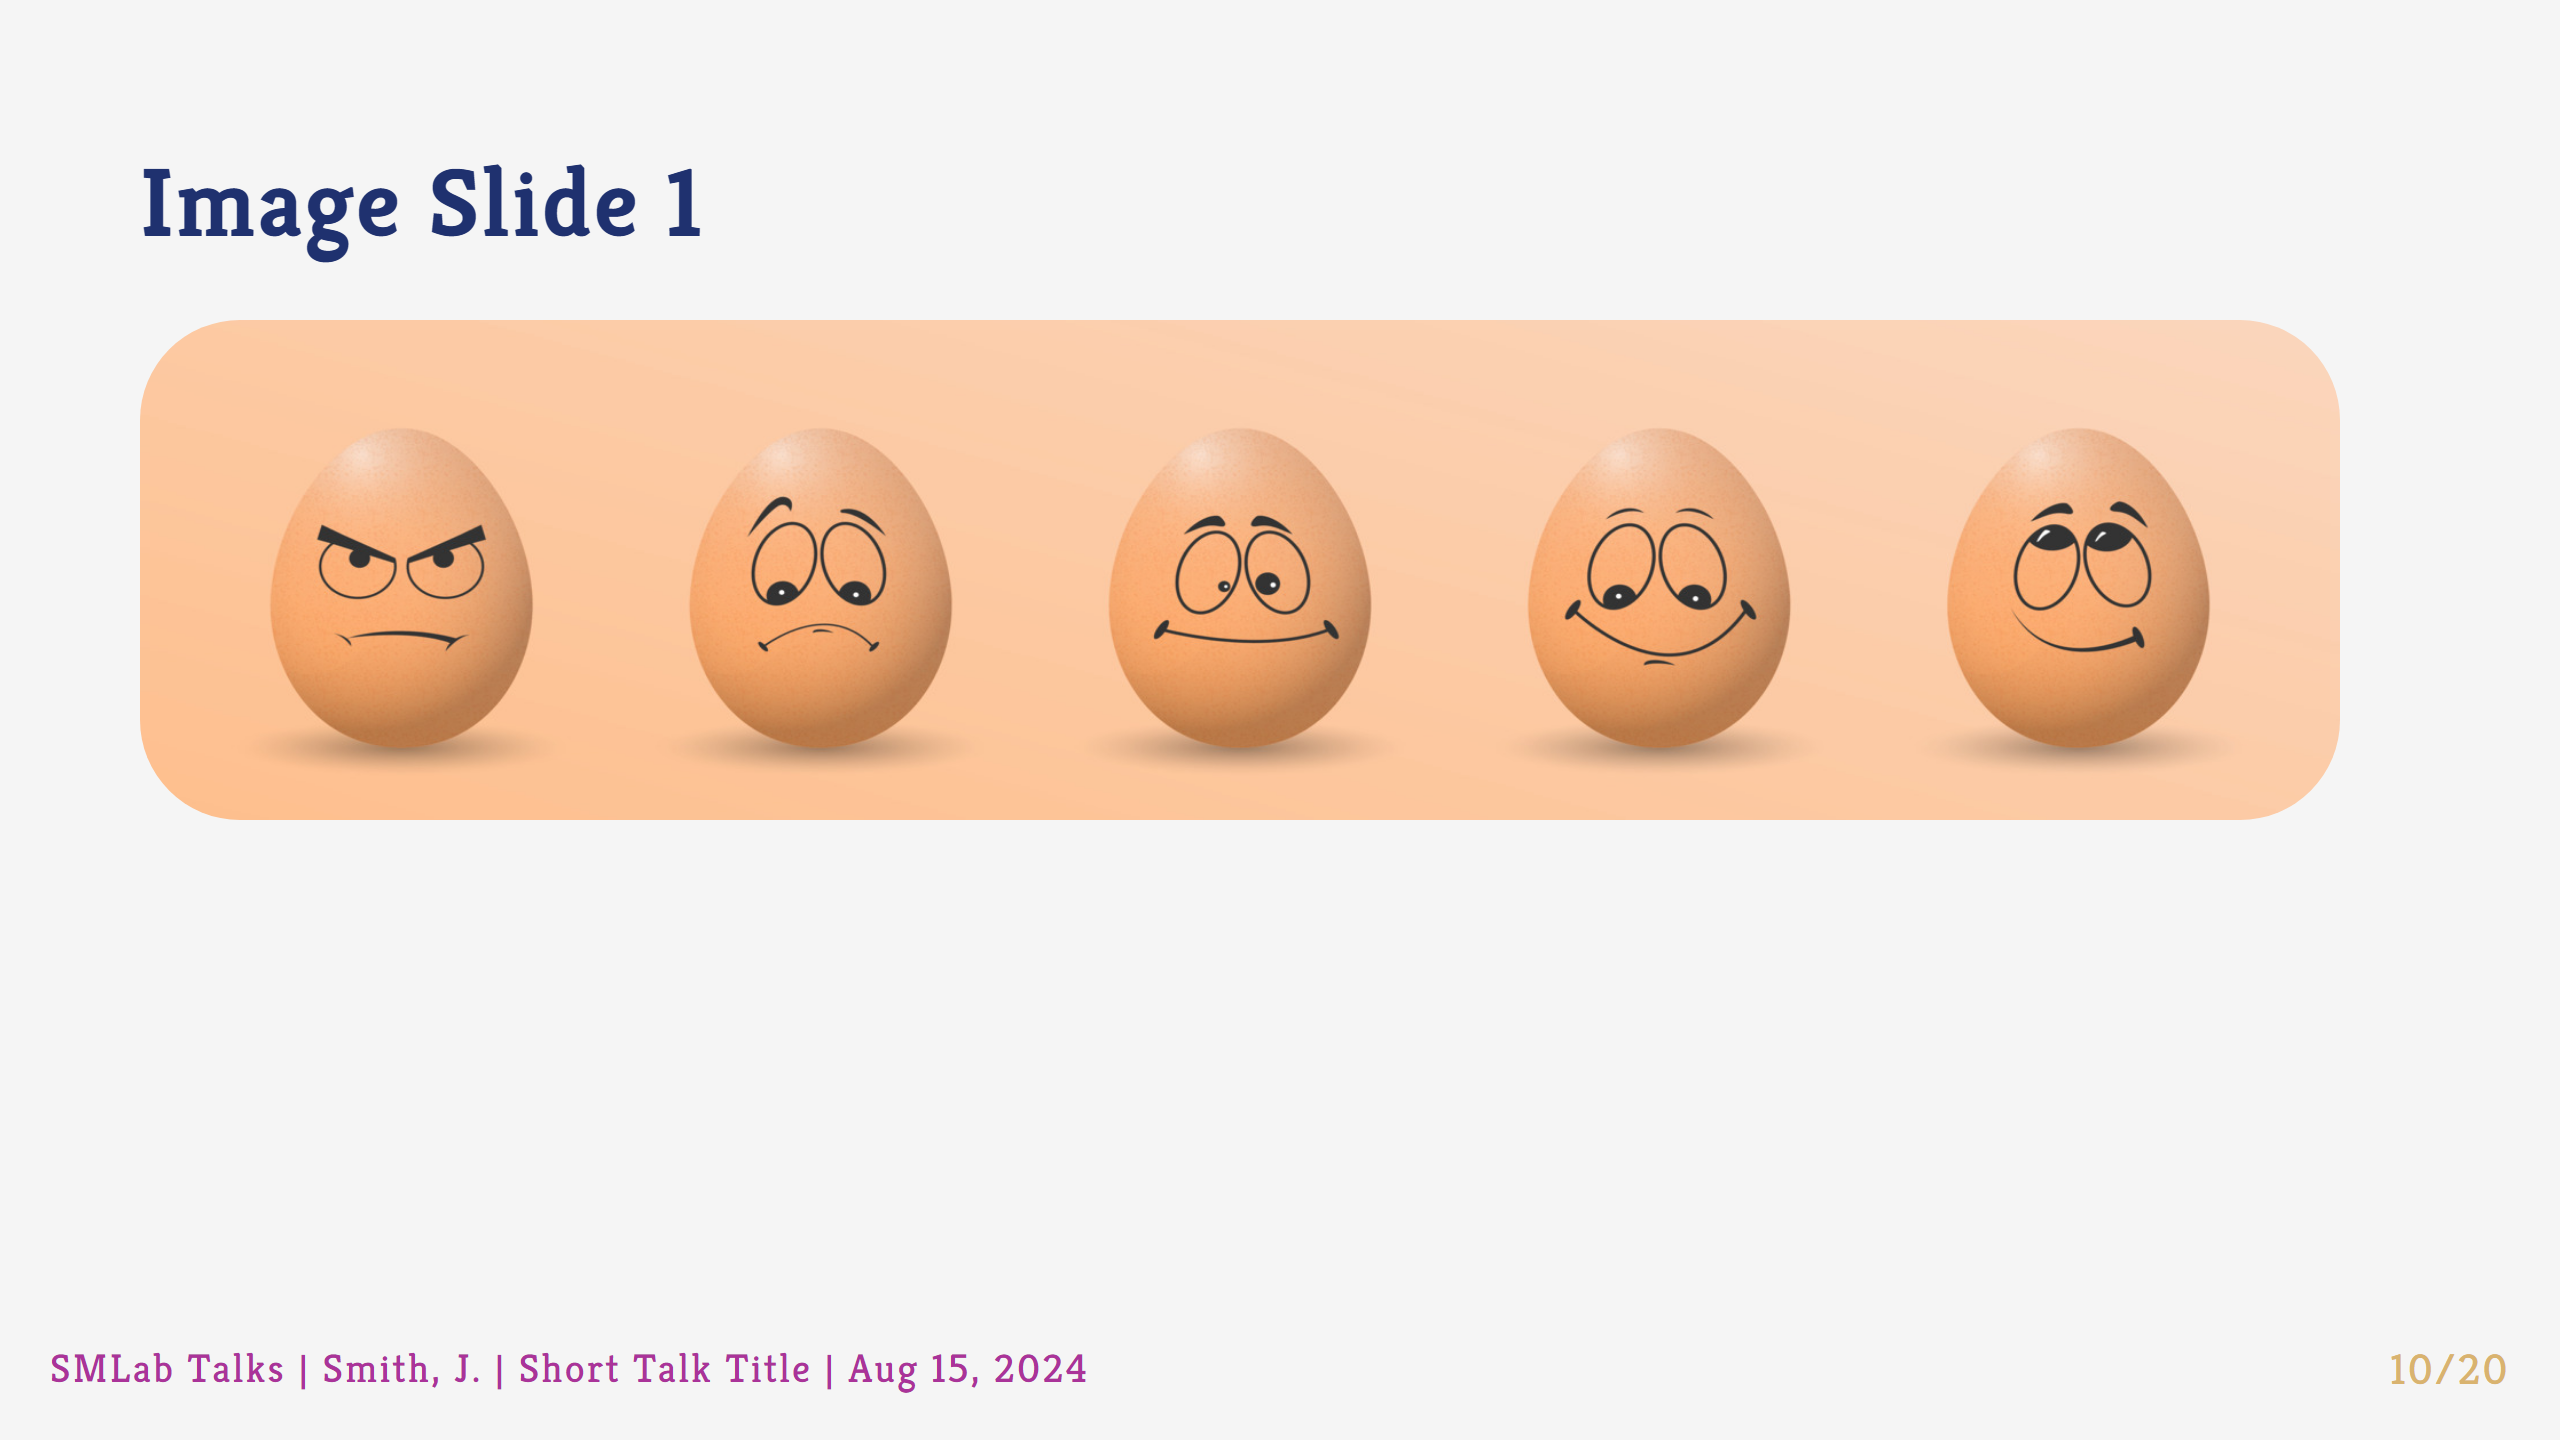 Image Slide 1
SMLab Talks | Smith, J. | Short Talk Title | Aug 15, 2024
10/20